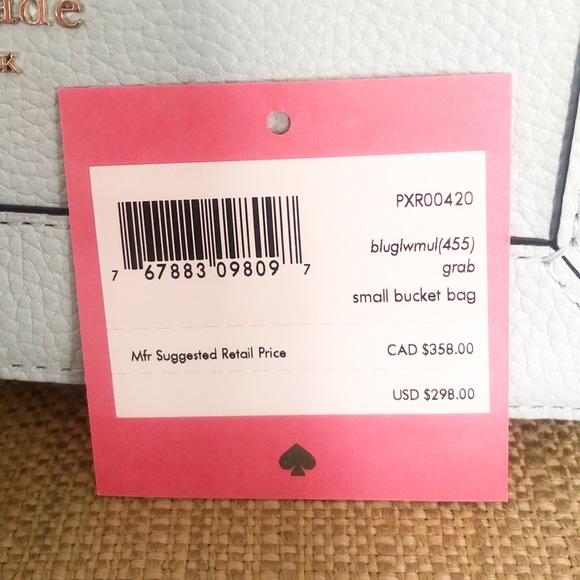 ade
K
PXR00420
bluglwmul(455)
grab
small bucket bag
7 67883 09809 7
Mfr Suggested Retail Price CAD $358.00
USD $298.00